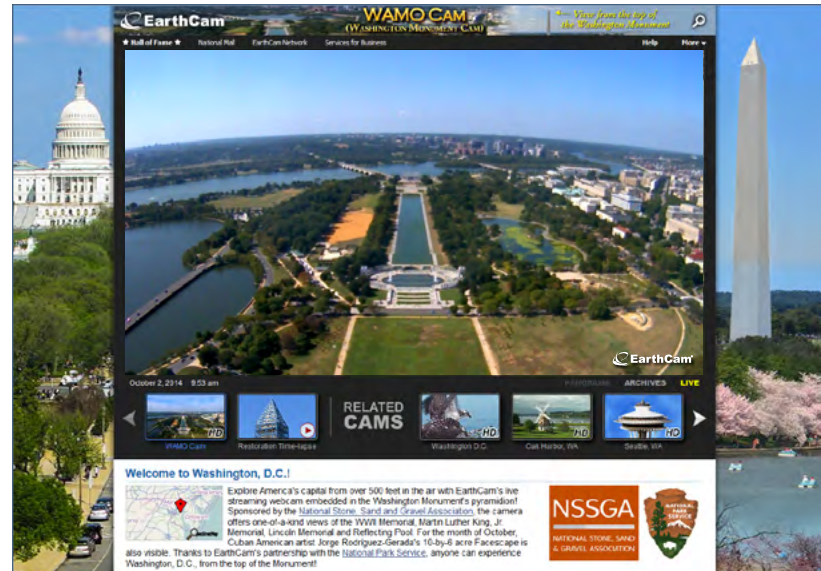 EarthCam
WAMO CAM
(WASHINGTON MONUMENT CAM)
View from the top of
the Washington Monument
★ Hall of Fame ★ National Mall EarthCam Network Services for Business Help More
EarthCam
October 2, 2014 9:53 am PANORAMA ARCHIVES LIVE
RELATED
CAMS
HD
HD
HD
HD
WAMO Cam Restoration Time-lapse Washington D.C. Oak Harbor, WA Seattle, WA
Welcome to Washington, D.C.!
Explore America's capital from over 500 feet in the air with EarthCam's live
streaming webcam embedded in the Washington Monument's pyramidion!
Sponsored by the National Stone, Sand and Gravel Association, the camera
offers one-of-a-kind views of the WWII Memorial, Martin Luther King, Jr.
Memorial, Lincoln Memorial and Reflecting Pool. For the month of October,
Cuban American artist Jorge Rodriguez-Gerada's 10-by-6 acre Facescape is
also visible. Thanks to EarthCam's partnership with the National Park Service, anyone can experience
Washington, D.C., from the top of the Monument!
NSSGA
NATIONAL STONE, SAND
& GRAVEL ASSOCIATION
NATIONAL
PARK
SERVICE